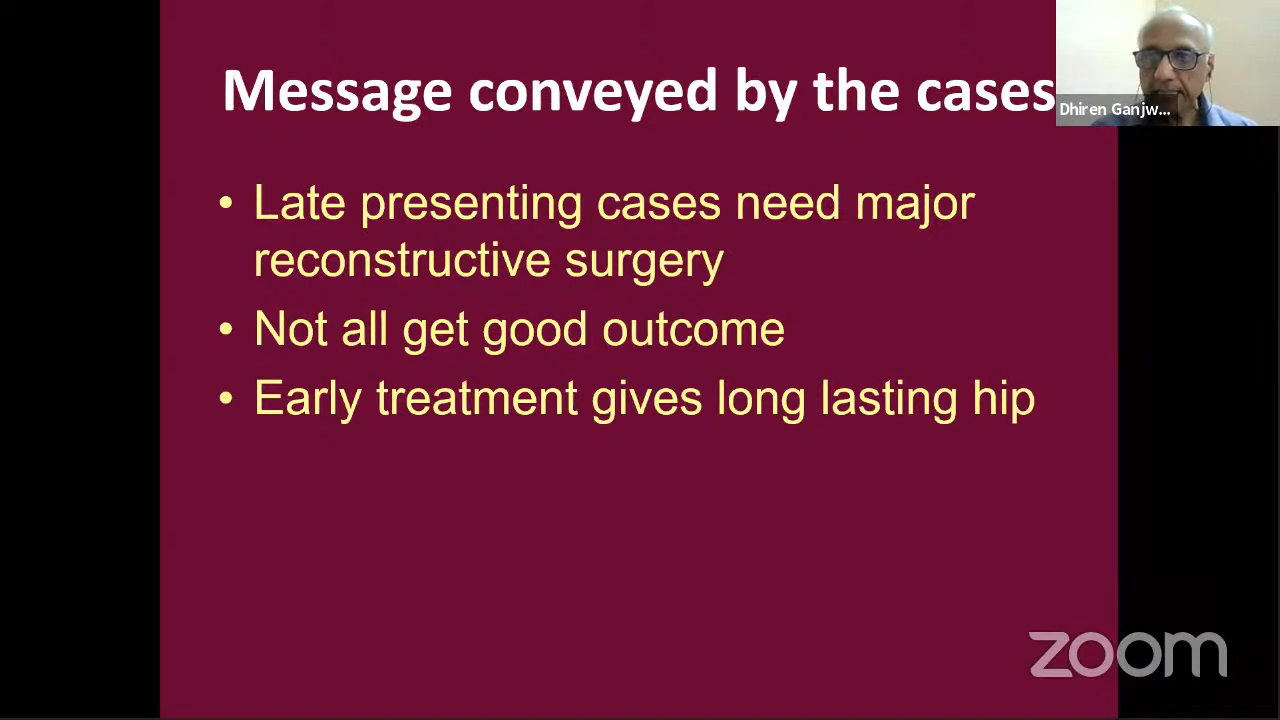 Message conveyed by the cases
Dhiren Ganjw...
• Late presenting cases need major
reconstructive surgery
• Not all get good outcome
• Early treatment gives long lasting hip
zoom